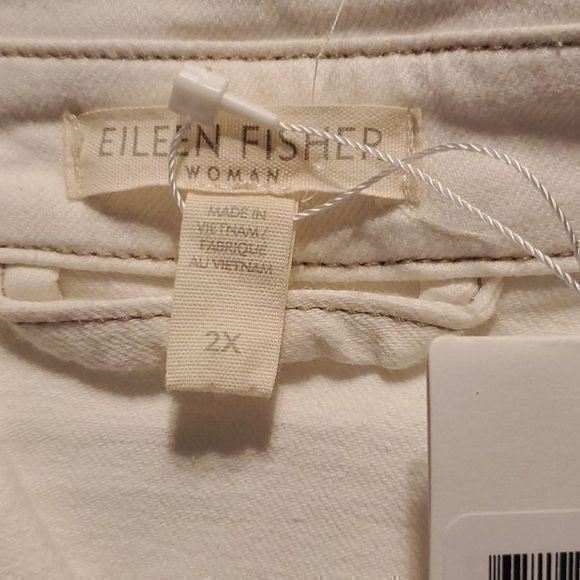 EILEEN FISHER
WOMAN
MADE IN
VIETNAM/
FABRIQUE
AU VIETNAM
2X